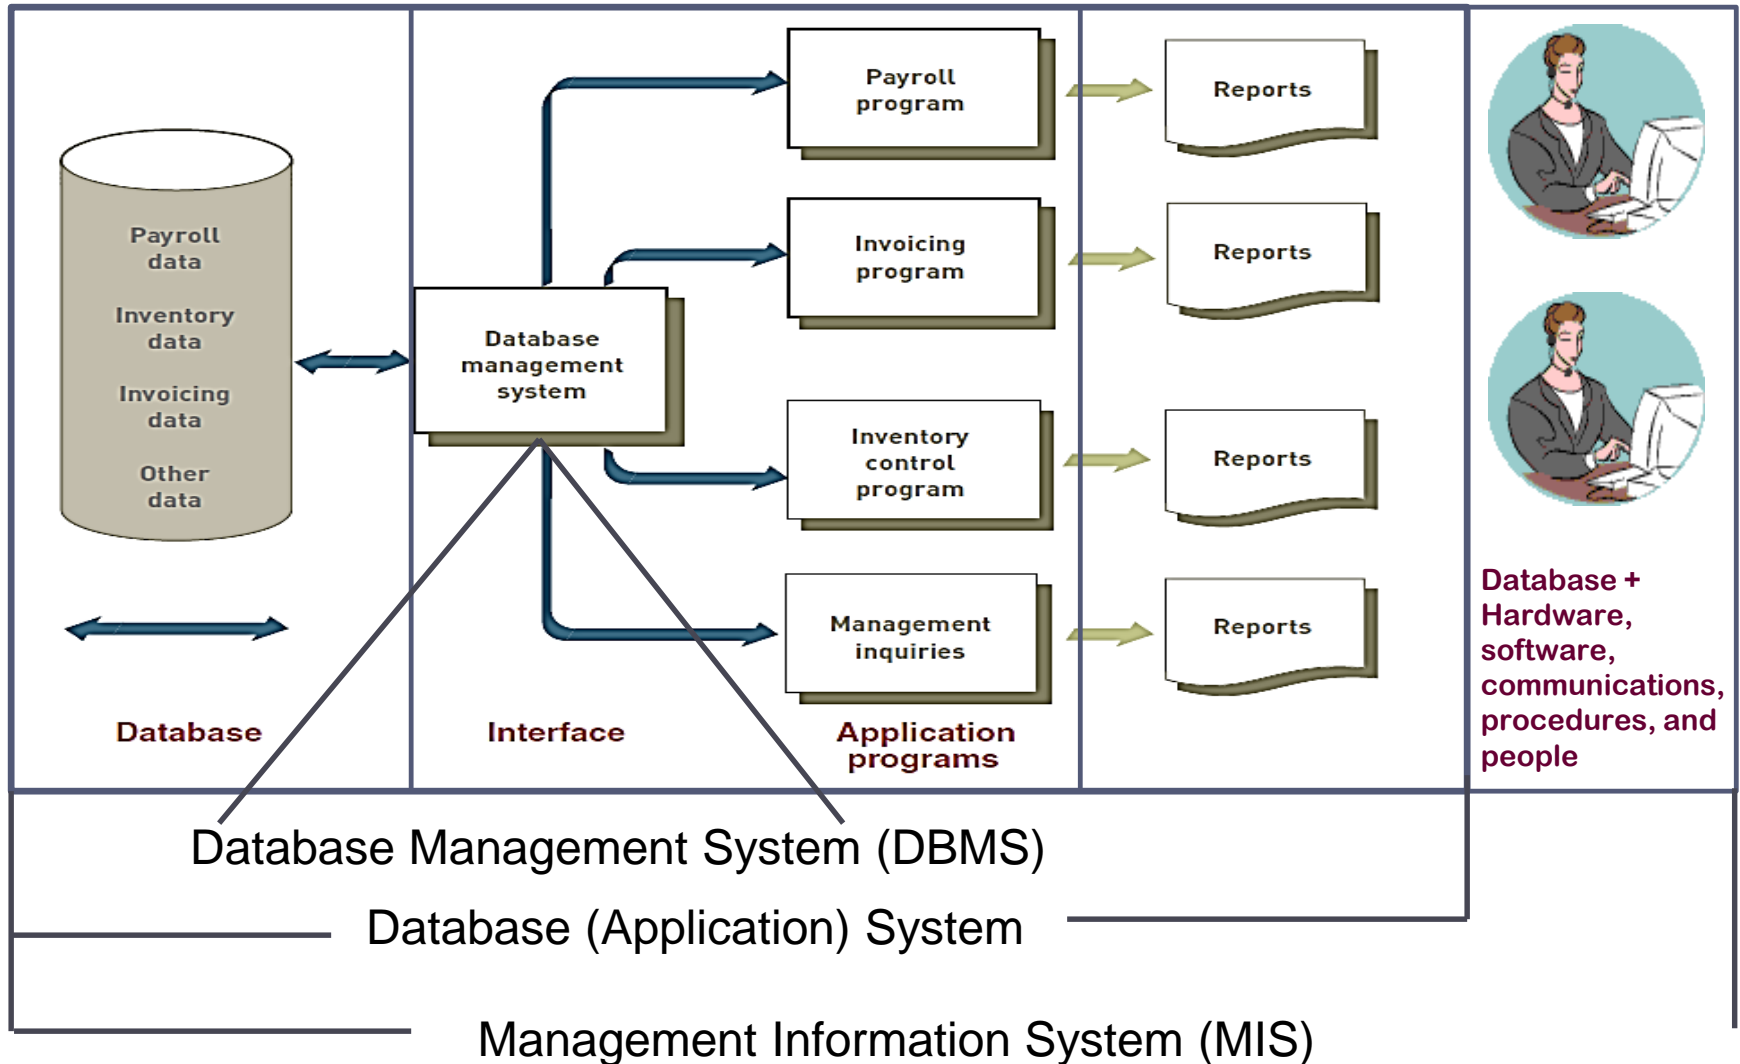 Payroll
data
Inventory
data
Invoicing
data
Other
data
Database
Database
management
system
Interface
Payroll
program
Invoicing
program
Inventory
control
program
Management
inquiries
Application
programs
Reports
Reports
Reports
Reports
Database +
Hardware,
software,
communications,
procedures, and
people
Database Management System (DBMS)
Database (Application) System
Management Information System (MIS)